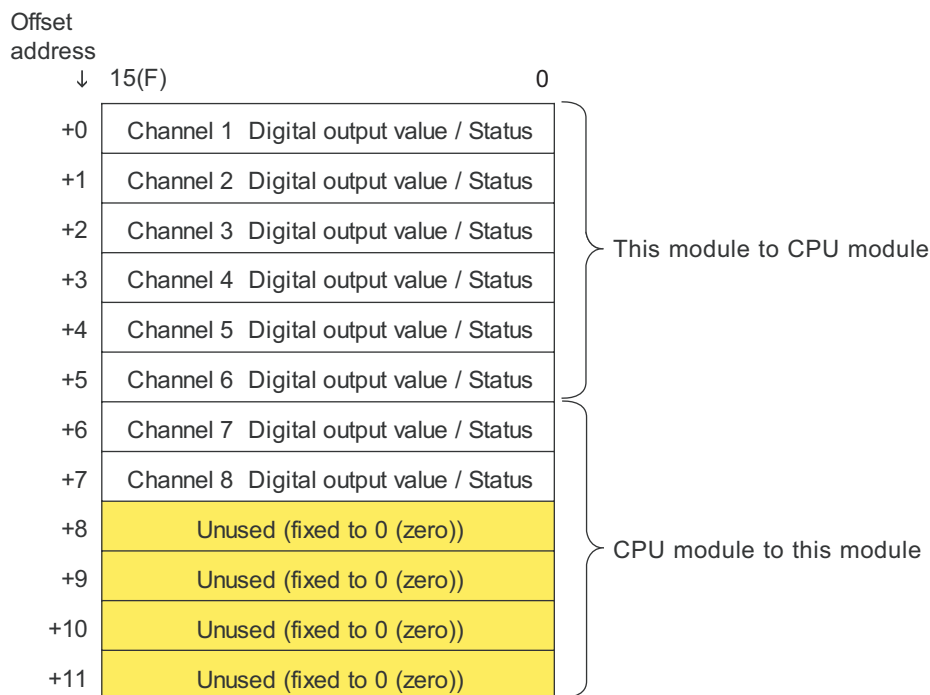 Offset
address
↓ 15(F) 0
+0 Channel 1 Digital output value / Status
+1 Channel 2 Digital output value / Status
+2 Channel 3 Digital output value / Status
This module to CPU module
+3 Channel 4 Digital output value / Status
+4 Channel 5 Digital output value / Status
+5 Channel 6 Digital output value / Status
+6 Channel 7 Digital output value / Status
+7 Channel 8 Digital output value / Status
+8 Unused (fixed to 0 (zero))
CPU module to this module
+9 Unused (fixed to 0 (zero))
+10 Unused (fixed to 0 (zero))
+11 Unused (fixed to 0 (zero))